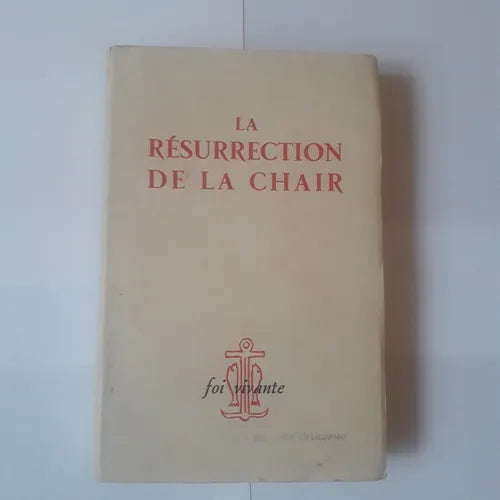 LA
RÉSURRECTION
DE LA CHAIR
foi vivante